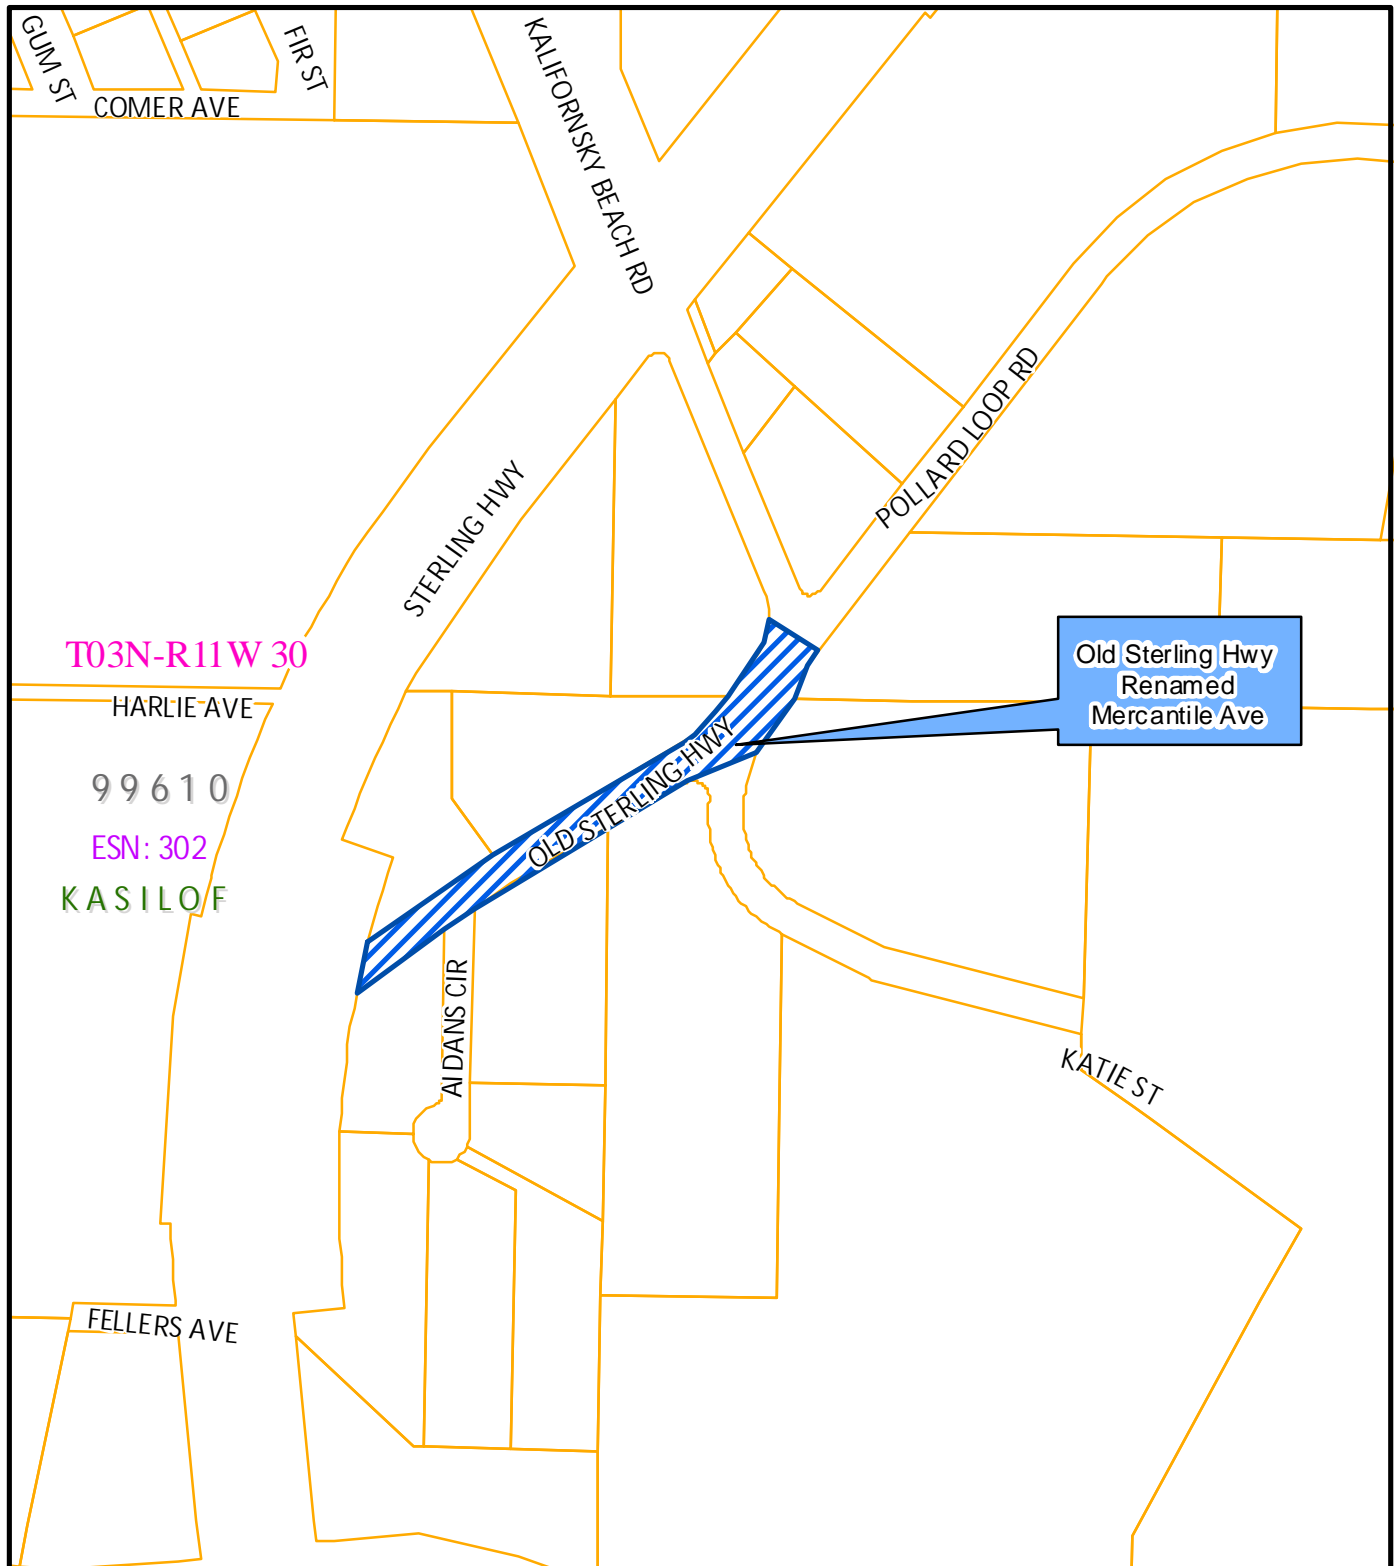 GUM ST
FIR ST
COMER AVE
KALIFORNSKY BEACH RD
POLLARD LOOP RD
STERLING HWY
T03N-R11W 30
HARLIE AVE
Old Sterling Hwy
Renamed
Mercantile Ave
OLD STERLING HWY
99610
ESN: 302
KASILOF
AIDANS CIR
KATIE ST
FELLERS AVE